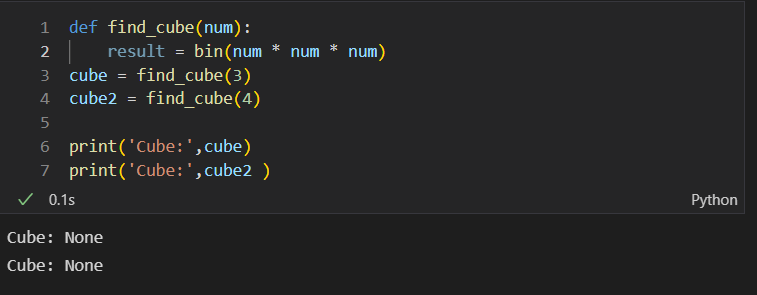 1 def find_cube(num):
2     result = bin(num * num * num)
3 cube = find_cube(3)
4 cube2 = find_cube(4)
5
6 print('Cube:',cube)
7 print('Cube:',cube2 )
0.1s Python
Cube: None
Cube: None